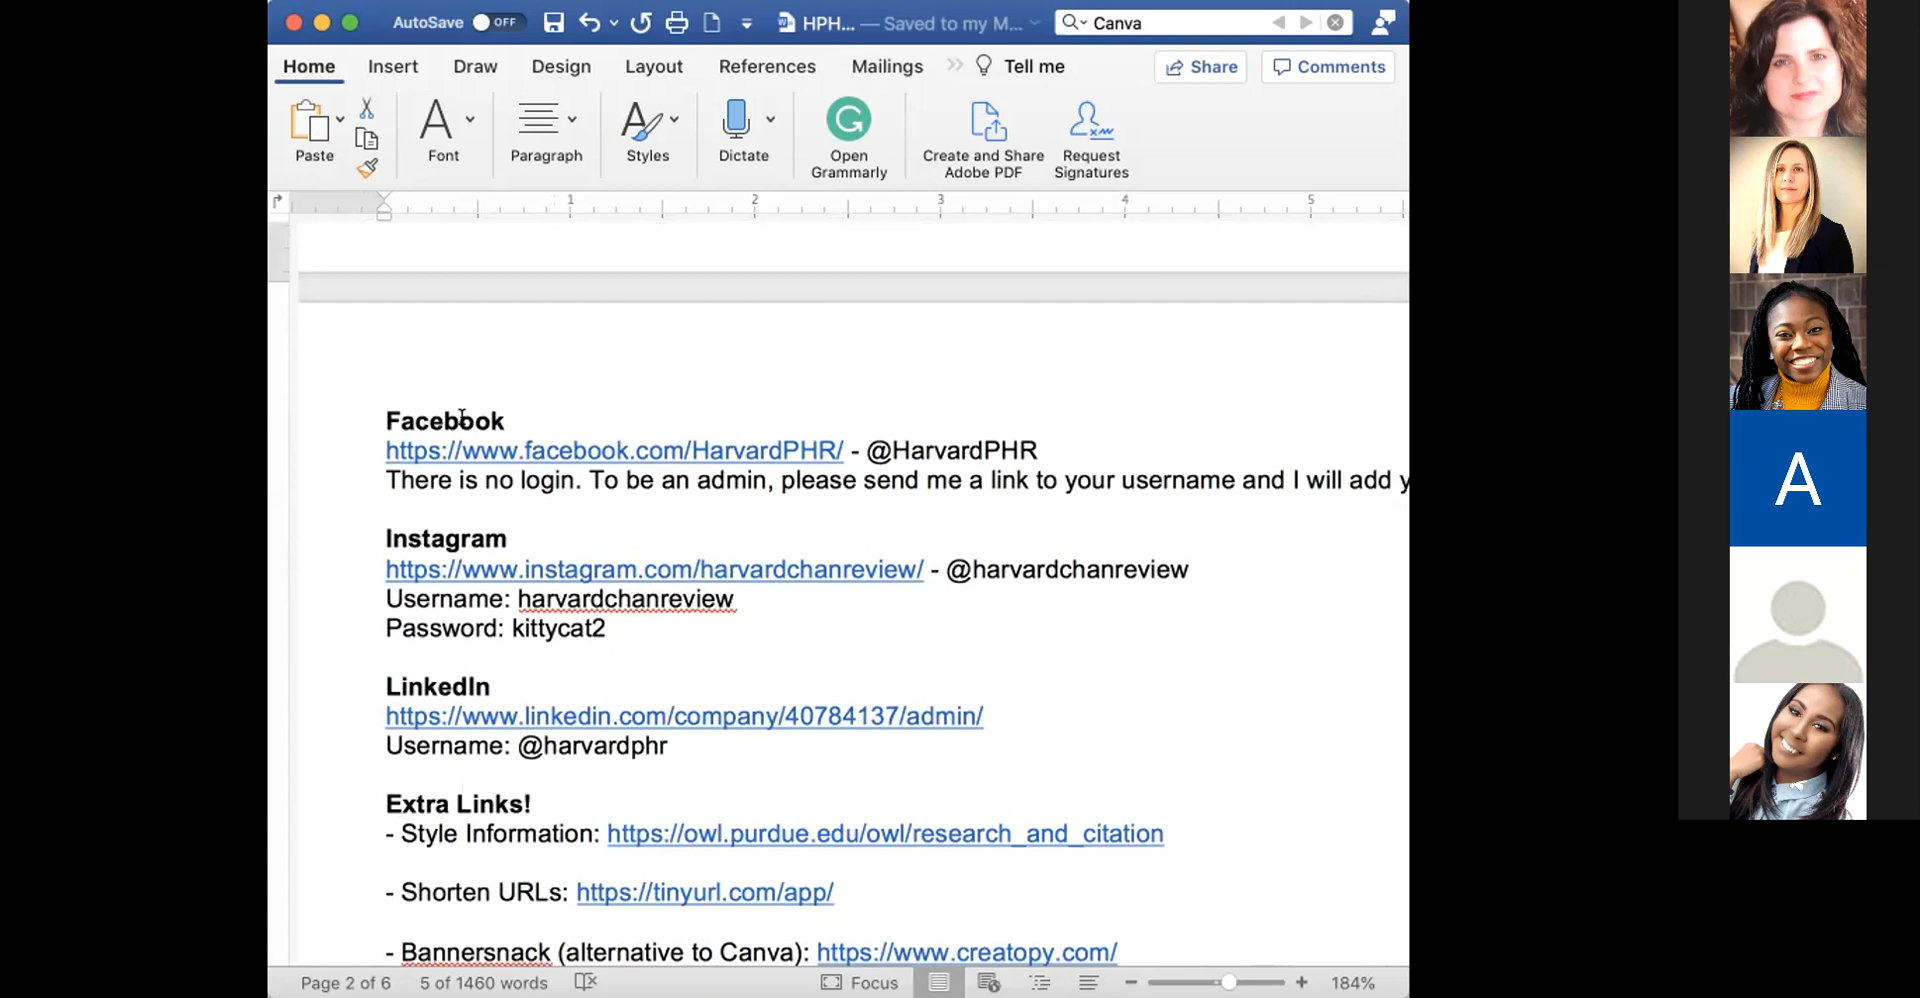 AutoSave OFF HPH... — Saved to my M... Canva
Home Insert Draw Design Layout References Mailings Tell me Share Comments
Paste Font Paragraph Styles Dictate Open Grammarly Create and Share Adobe PDF Request Signatures
1 2 3 4 5
Facebook
https://www.facebook.com/HarvardPHR/ - @HarvardPHR
There is no login. To be an admin, please send me a link to your username and I will add y
Instagram
https://www.instagram.com/harvardchanreview/ - @harvardchanreview
Username: harvardchanreview
Password: kittycat2
LinkedIn
https://www.linkedin.com/company/40784137/admin/
Username: @harvardphr
Extra Links!
- Style Information: https://owl.purdue.edu/owl/research_and_citation
- Shorten URLs: https://tinyurl.com/app/
- Bannersnack (alternative to Canva): https://www.creatopy.com/
Page 2 of 6 5 of 1460 words Focus 184%
A